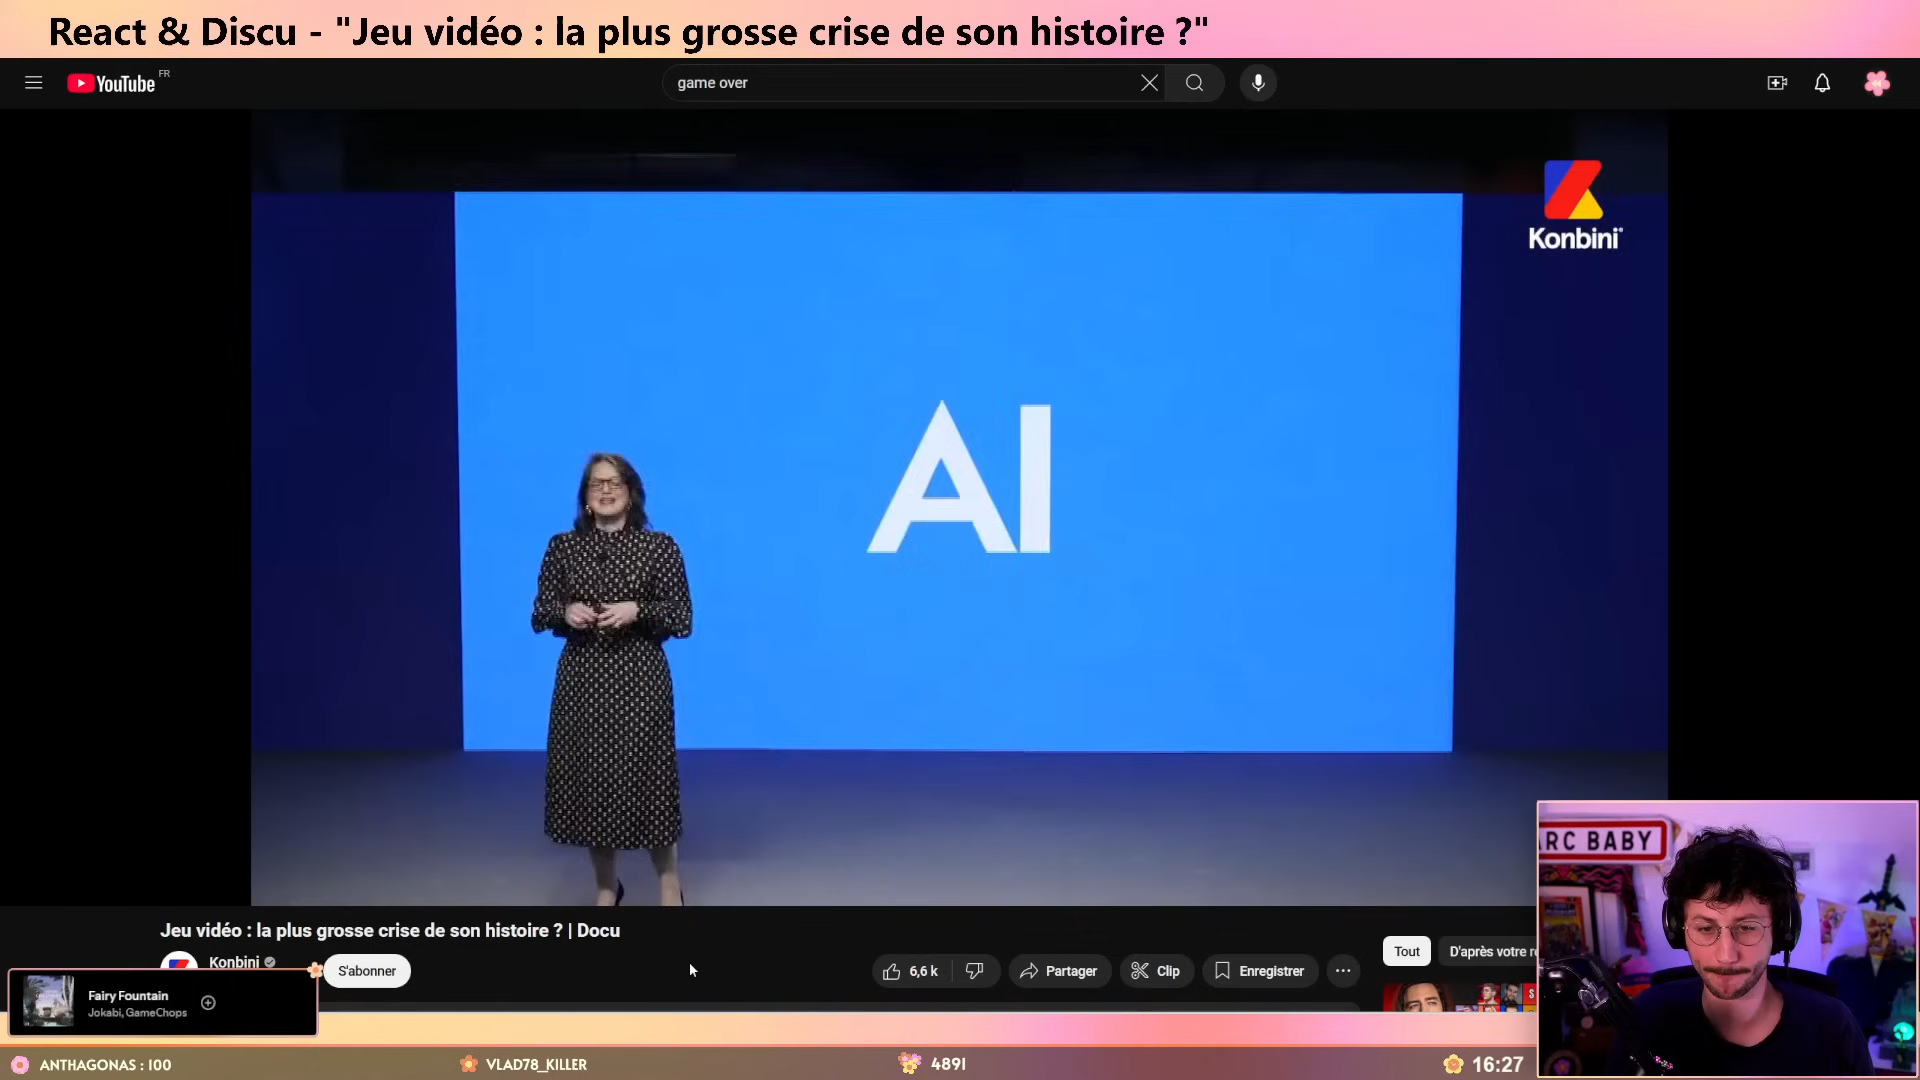 React & Discu - "Jeu vidéo : la plus grosse crise de son histoire ?"
YouTube FR
game over
Konbini
AI
ARC BABY
Jeu vidéo : la plus grosse crise de son histoire ? | Docu
Konbini
S'abonner
6,6 k
Partager
Clip
Enregistrer
Tout
D'après votre
Fairy Fountain
Jokabi, GameChops
ANTHAGONAS : 100
VLAD78_KILLER
4891
16:27